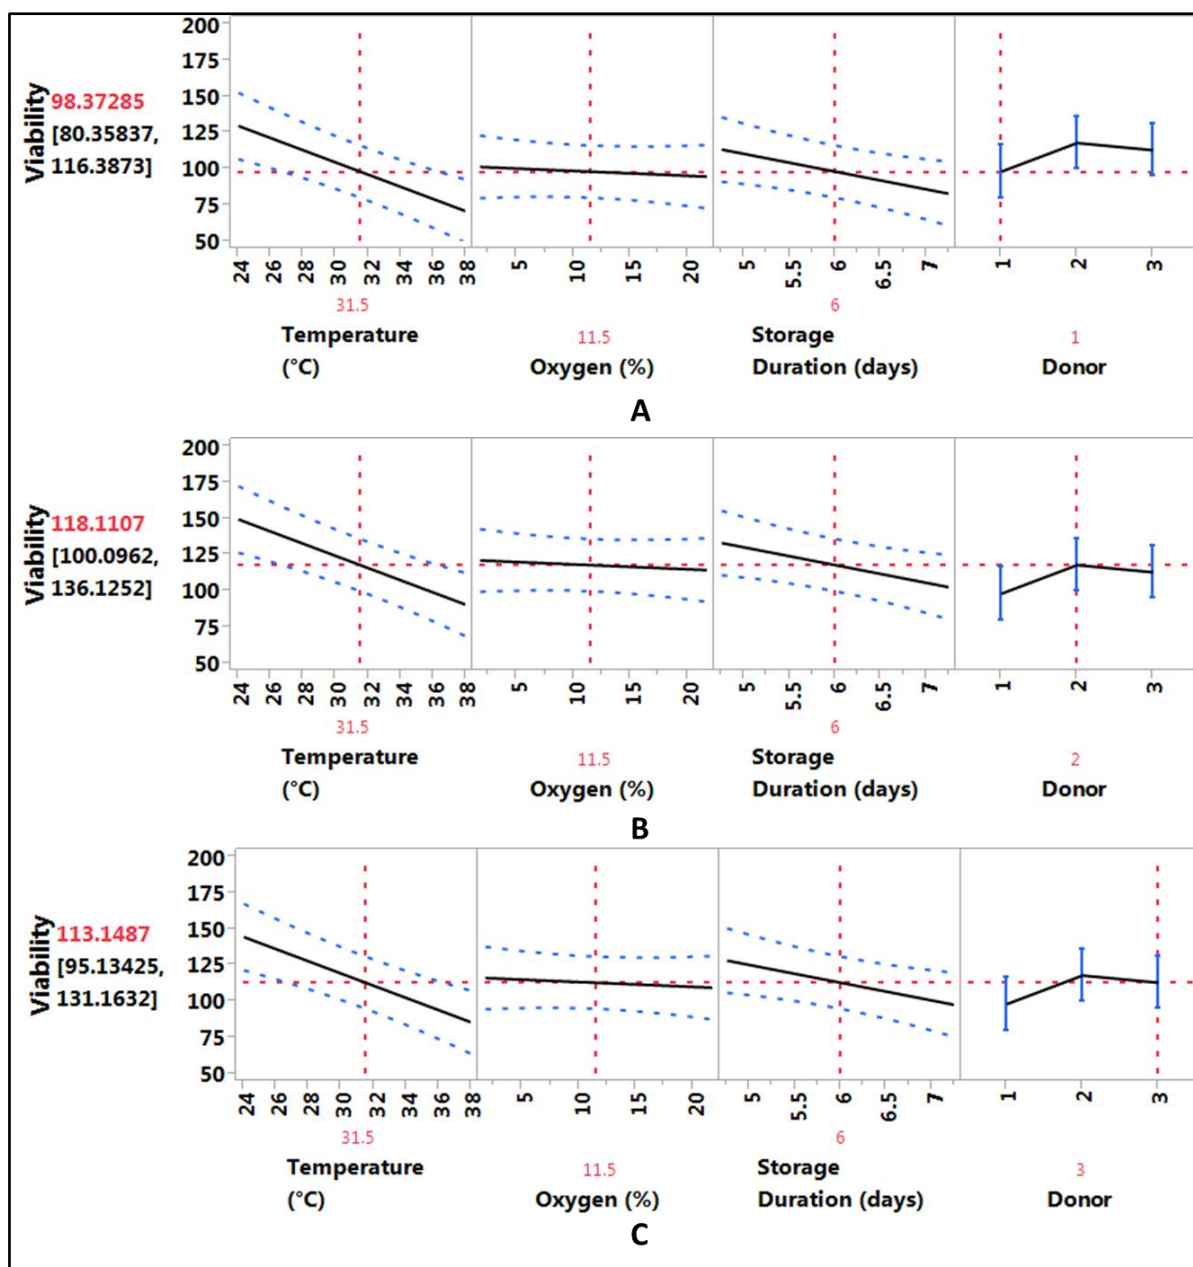 200
175
150
125
100
75
50
Viability
98.37285
[80.35837,
116.3873]
24 26 28 30 32 34 36 38
5 10 15 20
5 5.5 6 6.5 7
1 2 3
31.5
Temperature
(°C)
11.5
Oxygen (%)
6
Storage
Duration (days)
1
Donor
A
200
175
150
125
100
75
50
Viability
118.1107
[100.0962,
136.1252]
24 26 28 30 32 34 36 38
5 10 15 20
5 5.5 6 6.5 7
1 2 3
31.5
Temperature
(°C)
11.5
Oxygen (%)
6
Storage
Duration (days)
2
Donor
B
200
175
150
125
100
75
50
Viability
113.1487
[95.13425,
131.1632]
24 26 28 30 32 34 36 38
5 10 15 20
5 5.5 6 6.5 7
1 2 3
31.5
Temperature
(°C)
11.5
Oxygen (%)
6
Storage
Duration (days)
3
Donor
C